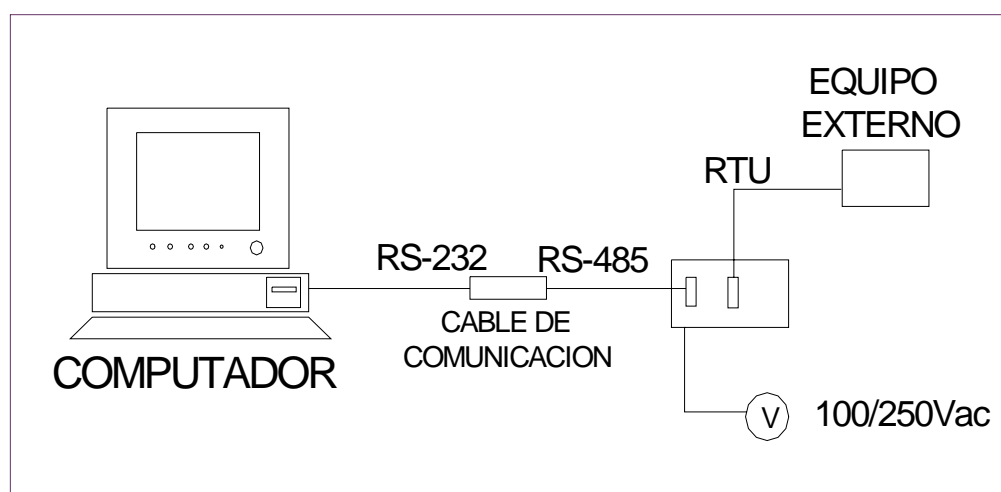 EQUIPO
EXTERNO
RTU
RS-232
RS-485
CABLE DE
COMUNICACION
COMPUTADOR
V
100/250Vac